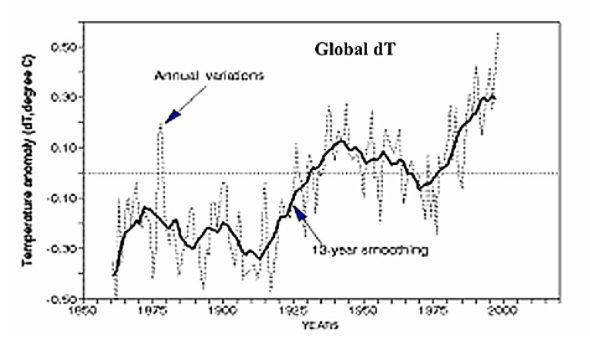 Global dT
Annual variations
13-year smoothing
Temperature anomoly (dT,degree C)
0.50
0.30
0.10
-0.10
-0.30
-0.50
1850 1875 1900 1925 1950 1975 2000
YEARS